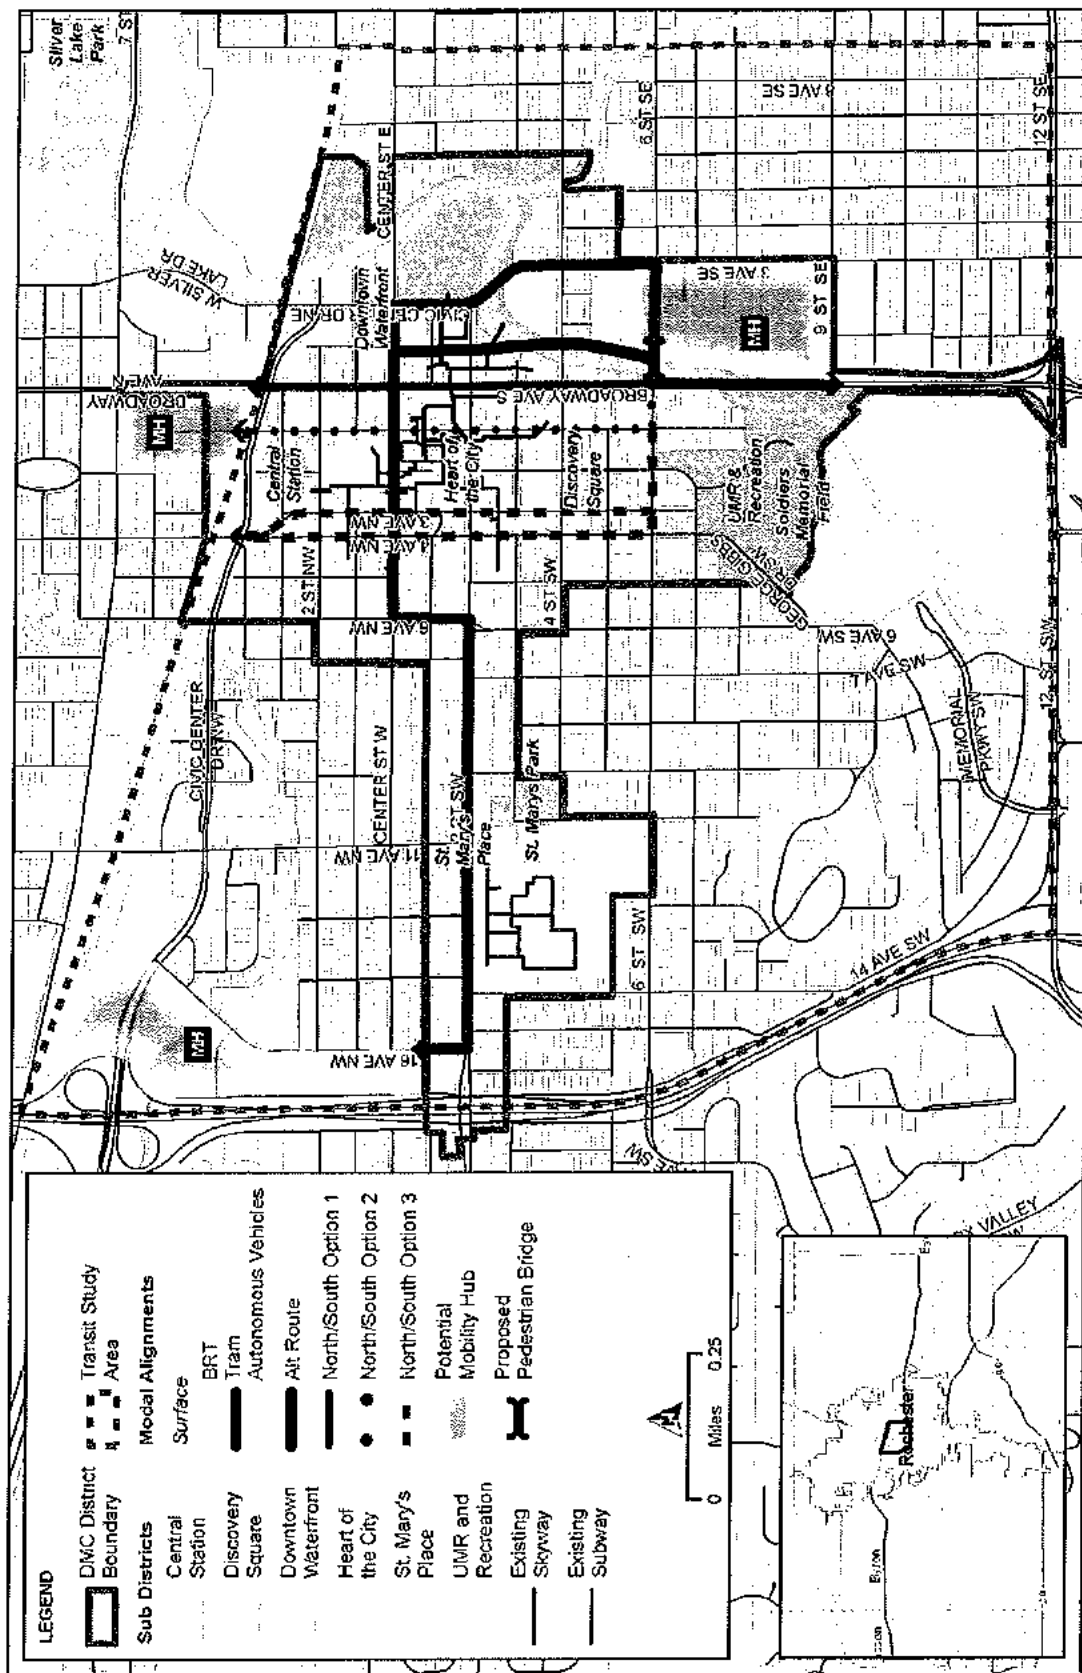 LEGEND
DMC District
Boundary
Transit Study
Area
Sub Districts
Central
Station
Discovery
Square
Downtown
Waterfront
Heart of
the City
St. Mary's
Place
UMR and
Recreation
Existing
Skyway
Existing
Subway
Modal Alignments
Surface
BRT
Tram
Autonomous Vehicles
Alt Route
North/South Option 1
North/South Option 2
North/South Option 3
Potential
Mobility Hub
Proposed
Pedestrian Bridge
0
Miles
0.25
Rochester
Byron
Silver
Lake
Park
7 ST
W SILVER
LAKE DR
BROADWAY
AVE N
MH
MH
MH
CIVIC CENTER
DR NW
16 AVE NW
11 AVE NW
CENTER ST W
2 ST NW
6 AVE NW
4 AVE NW
3 AVE NW
Central
Station
Downtown
Waterfront
CENTER ST E
CIVIC CENTER DR NE
Heart of
the City
BROADWAY AVE S
Discovery
Square
St.
Marys
Place
2 ST SW
St. Marys Park
4 ST SW
6 ST SW
6 ST SE
8 AVE SE
3 AVE SE
9 ST SE
12 ST SE
UMR &
Recreation
Soldiers
Memorial
Field
GEORGE GIBBS
DR SW
6 AVE SW
7 AVE SW
MEMORIAL
PKWY SW
12 ST SW
14 AVE SW
AVE SW
VALLEY